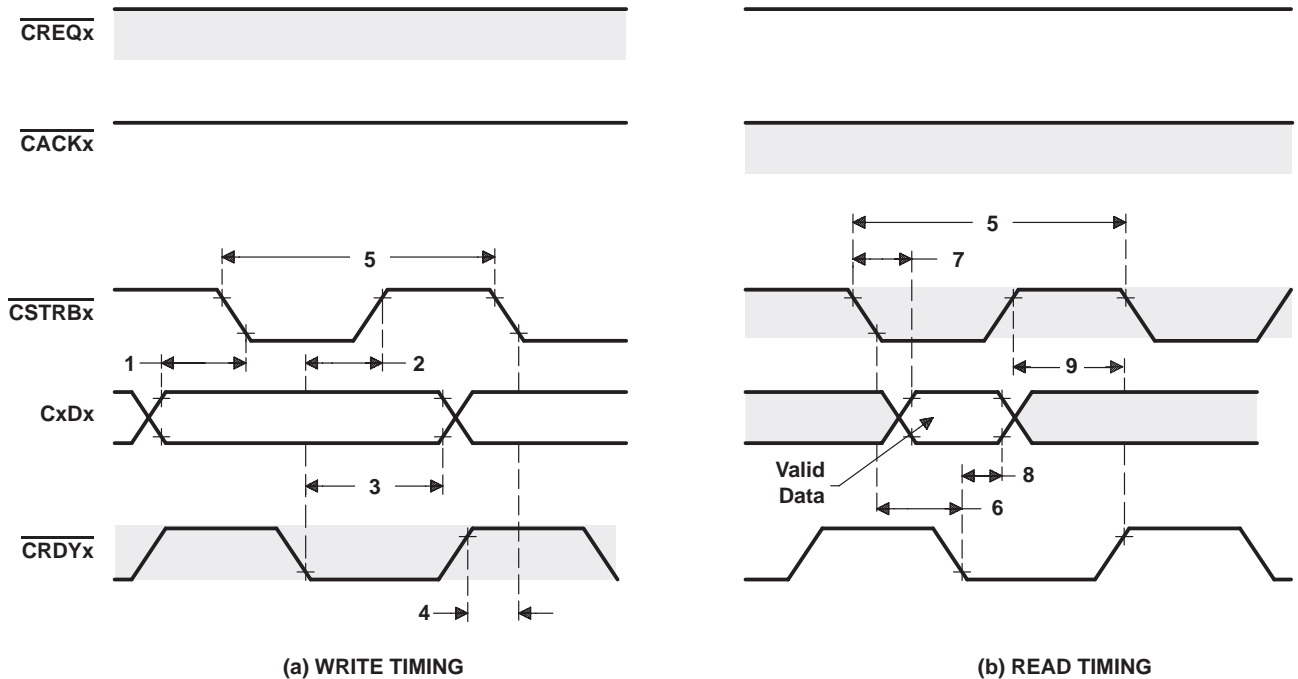 CREQx
CACKx
5
5
7
CSTRBx
1
2
9
CxDx
Valid
Data
3
8
6
CRDYx
4
(a) WRITE TIMING
(b) READ TIMING